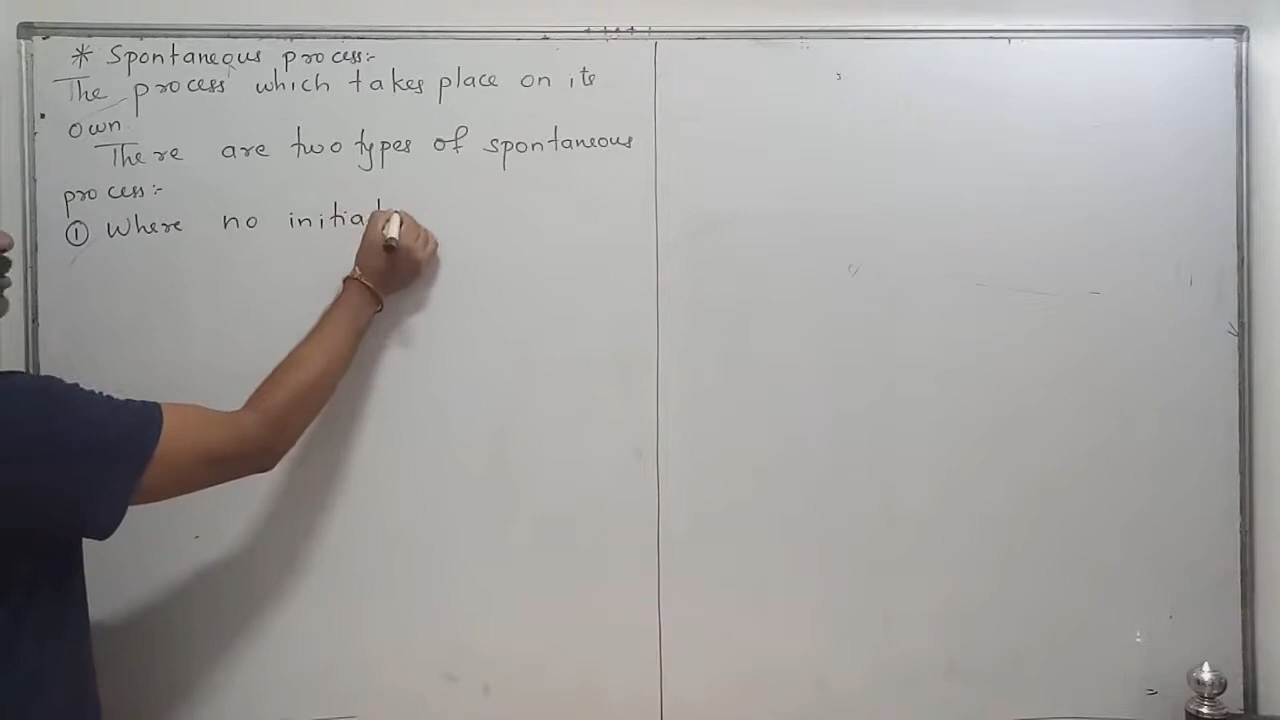 * Spontaneous process:-
The process which takes place on its
own.
There are two types of spontaneous
process:-
① Where no initia